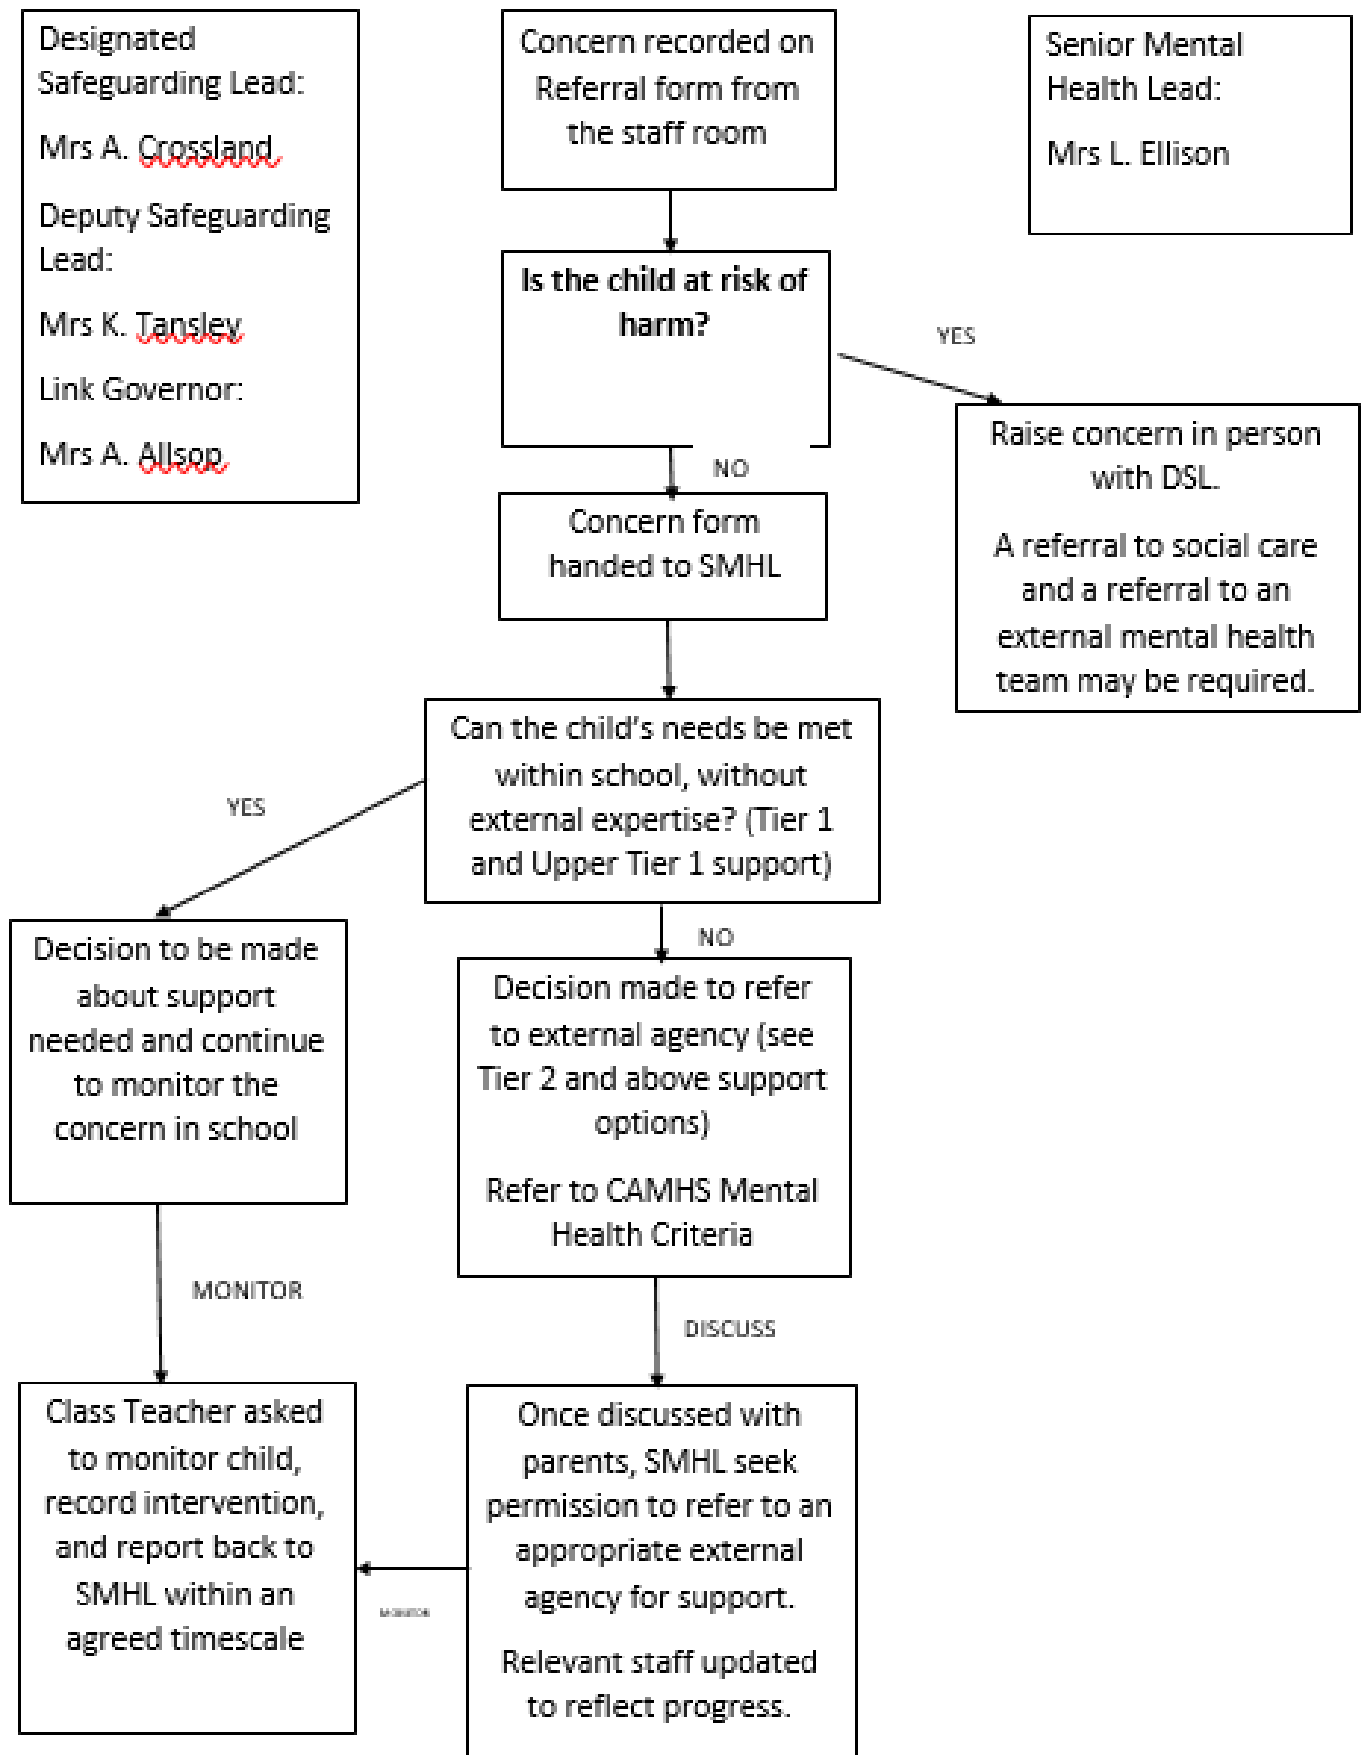 Designated
Safeguarding Lead:
Mrs A. Crossland
Deputy Safeguarding
Lead:
Mrs K. Tansley
Link Governor:
Mrs A. Allsop
Concern recorded on
Referral form from
the staff room
Senior Mental
Health Lead:
Mrs L. Ellison
Is the child at risk of
harm?
YES
Raise concern in person
with DSL.
A referral to social care
and a referral to an
external mental health
team may be required.
NO
Concern form
handed to SMHL
Can the child's needs be met
within school, without
external expertise? (Tier 1
and Upper Tier 1 support)
YES
Decision to be made
about support
needed and continue
to monitor the
concern in school
NO
Decision made to refer
to external agency (see
Tier 2 and above support
options)
Refer to CAMHS Mental
Health Criteria
MONITOR
DISCUSS
Class Teacher asked
to monitor child,
record intervention,
and report back to
SMHL within an
agreed timescale
MONITOR
Once discussed with
parents, SMHL seek
permission to refer to an
appropriate external
agency for support.
Relevant staff updated
to reflect progress.